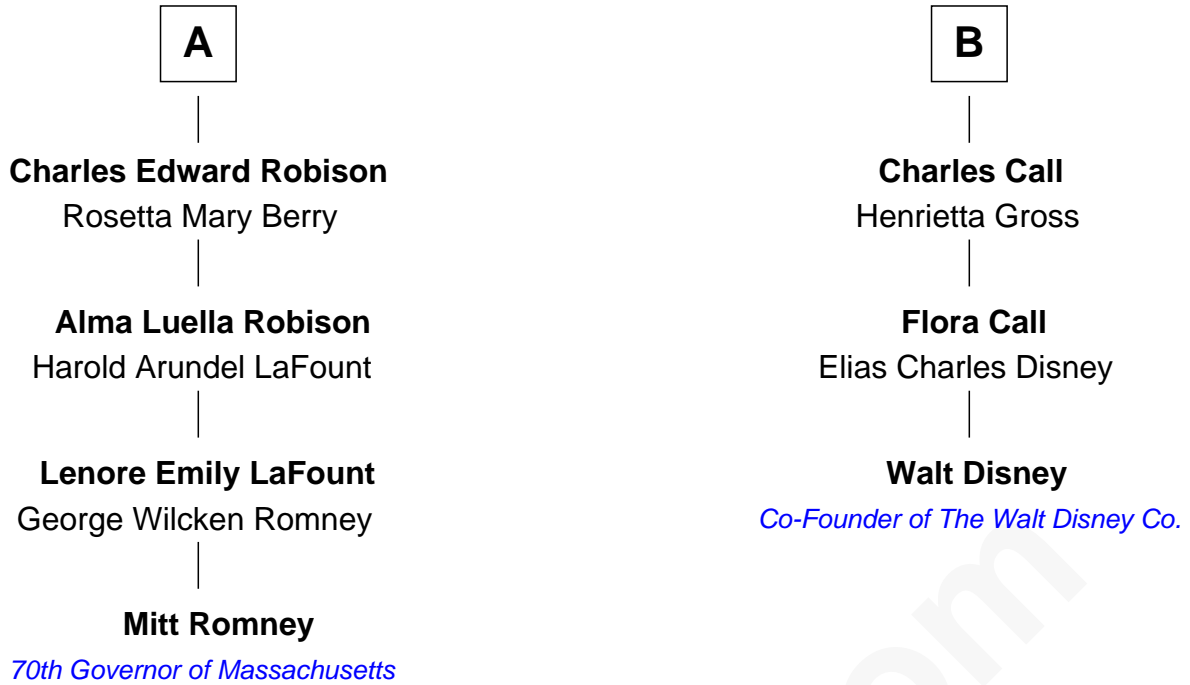 A
Charles Edward Robison
Rosetta Mary Berry
Alma Luella Robison
Harold Arundel LaFount
Lenore Emily LaFount
George Wilcken Romney
Mitt Romney
70th Governor of Massachusetts
B
Charles Call
Henrietta Gross
Flora Call
Elias Charles Disney
Walt Disney
Co-Founder of The Walt Disney Co.
om